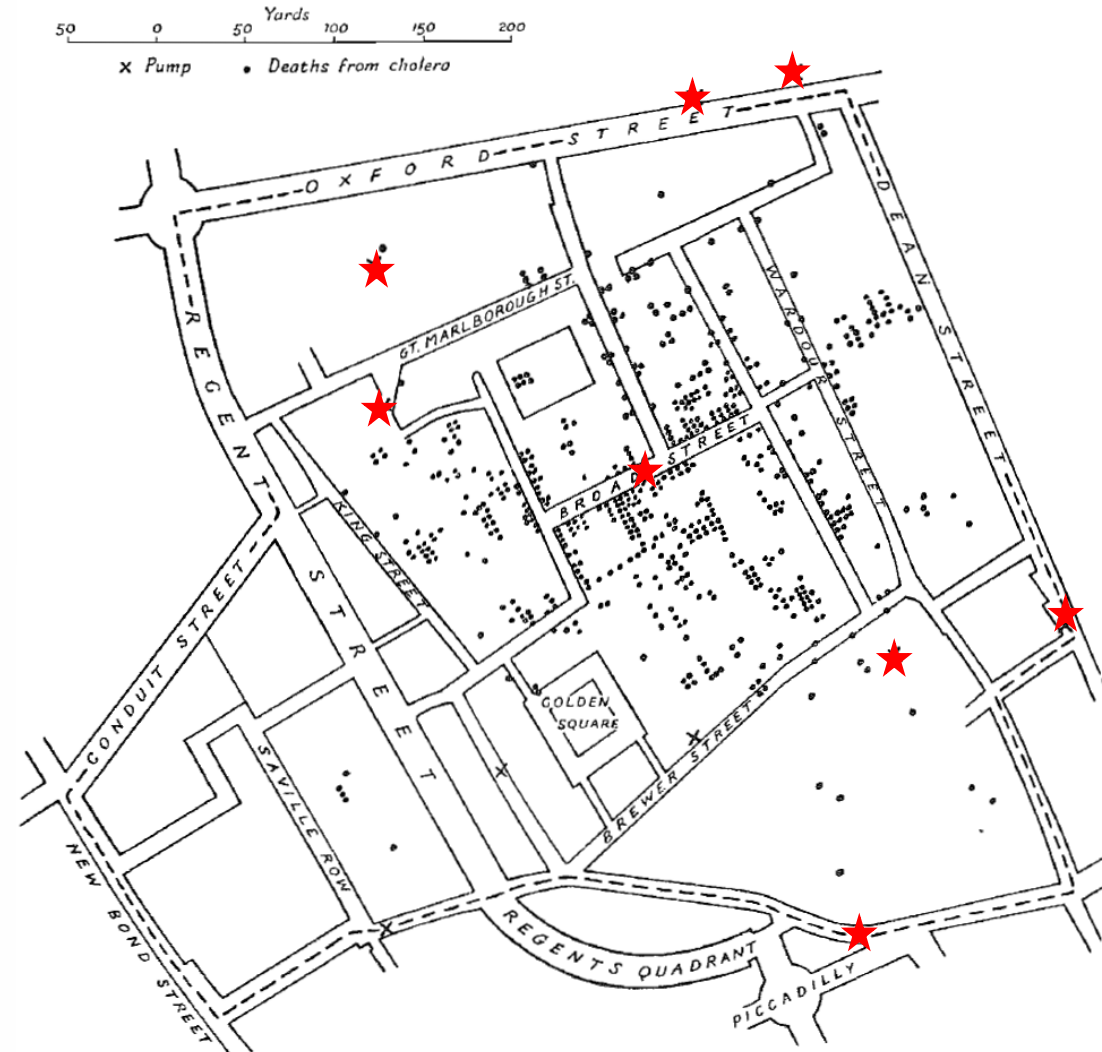 Yards
50 0 50 100 150 200
x Pump • Deaths from cholera
OXFORD STREET
DEAN STREET
REGENT STREET
GT. MARLBOROUGH ST.
WARDOUR STREET
BROAD STREET
KING STREET
CONDUIT STREET
GOLDEN
SQUARE
BREWER STREET
SAVILLE ROW
NEW BOND STREET
REGENTS QUADRANT
PICCADILLY